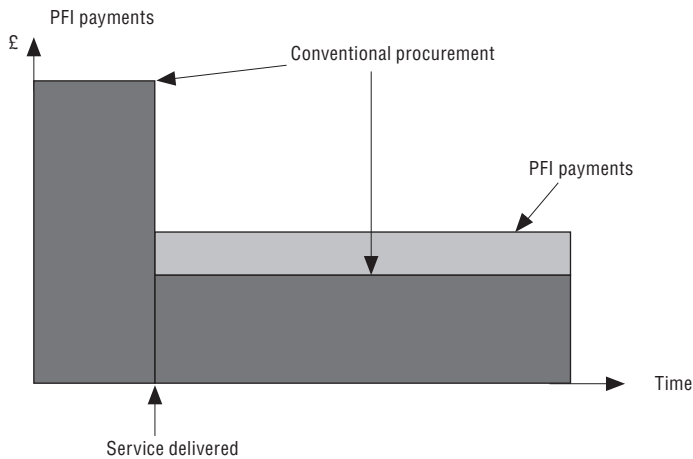 PFI payments
£
Conventional procurement
PFI payments
Time
Service delivered